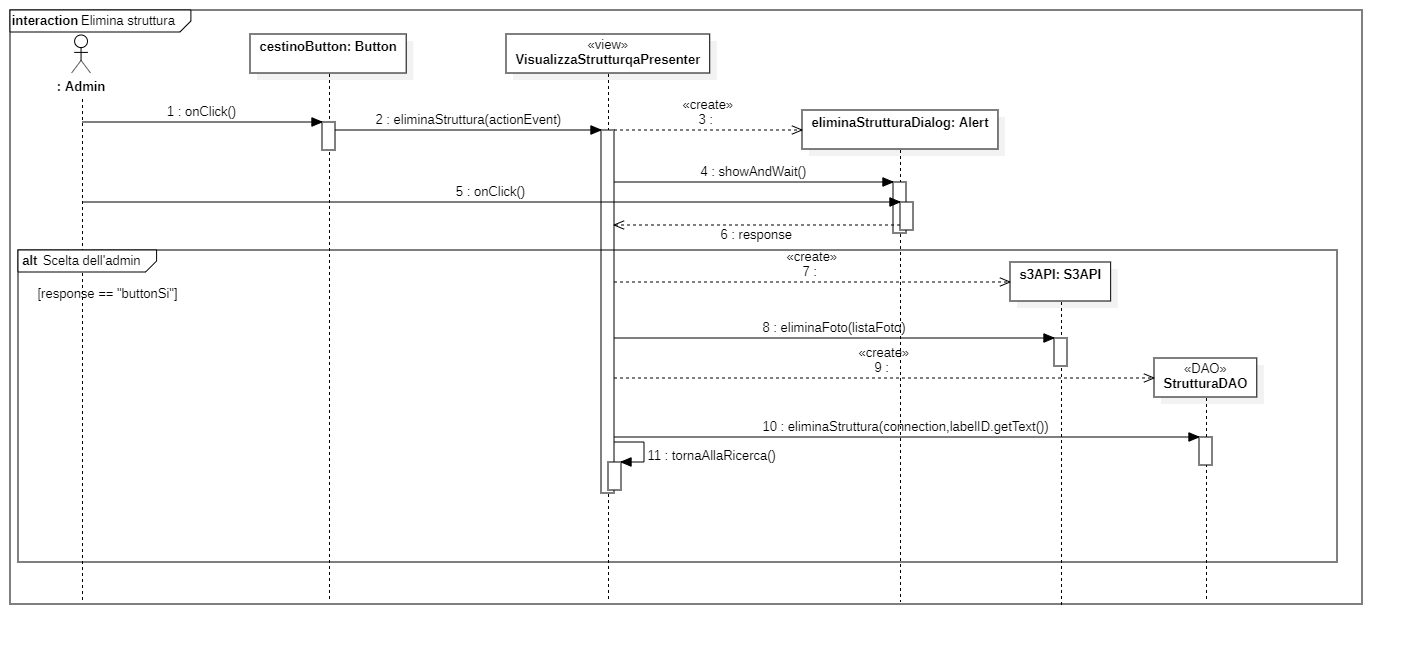 interaction Elimina struttura
: Admin
cestinoButton: Button
«view»
VisualizzaStrutturqaPresenter
1 : onClick()
2 : eliminaStruttura(actionEvent)
«create»
3 :
eliminaStrutturaDialog: Alert
4 : showAndWait()
5 : onClick()
6 : response
alt Scelta dell'admin
[response == "buttonSi"]
«create»
7 :
s3API: S3API
8 : eliminaFoto(listaFoto)
«create»
9 :
«DAO»
StrutturaDAO
10 : eliminaStruttura(connection,labelID.getText())
11 : tornaAllaRicerca()